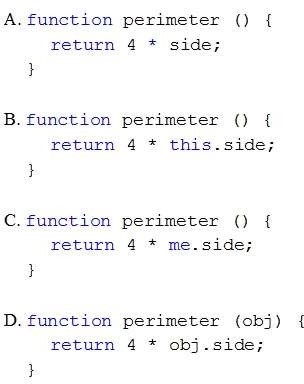 A. function perimeter () {
return 4 * side;
}
B. function perimeter () {
return 4 * this.side;
}
C. function perimeter () {
return 4 * me.side;
}
D. function perimeter (obj) {
return 4 * obj.side;
}